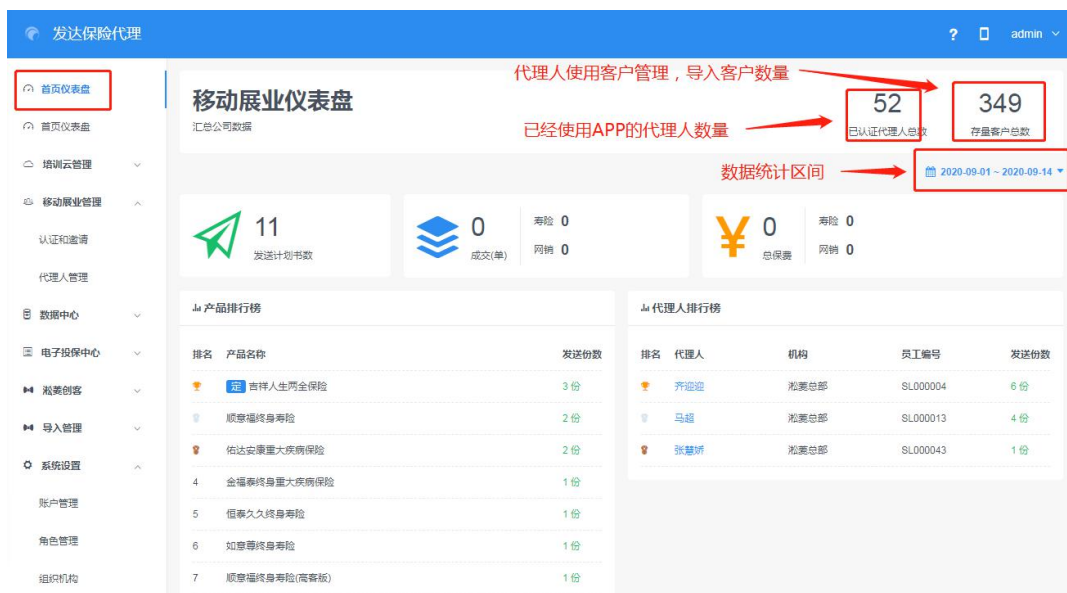 发达保险代理
? admin
首页仪表盘
首页仪表盘
培训云管理
移动展业管理
认证和邀请
代理人管理
数据中心
电子投保中心
淞菱创客
导入管理
系统设置
账户管理
角色管理
组织机构
移动展业仪表盘
汇总公司数据
代理人使用客户管理，导入客户数量
已经使用APP的代理人数量
52
已认证代理人总数
349
存量客户总数
数据统计区间
2020-09-01 ~ 2020-09-14
11
发送计划书数
0
成交(单)
寿险 0
网销 0
¥ 0
总保费
寿险 0
网销 0
产品排行榜
排名 产品名称 发送份数
定 吉祥人生两全保险 3 份
顺意福终身寿险 2 份
佑达安康重大疾病保险 2 份
4 金福泰终身重大疾病保险 1 份
5 恒泰久久终身寿险 1 份
6 如意尊终身寿险 1 份
7 顺意福终身寿险(高客版) 1 份
代理人排行榜
排名 代理人 机构 员工编号 发送份数
齐迎迎 淞菱总部 SL000004 6 份
马超 淞菱总部 SL000013 4 份
张慧娇 淞菱总部 SL000043 1 份